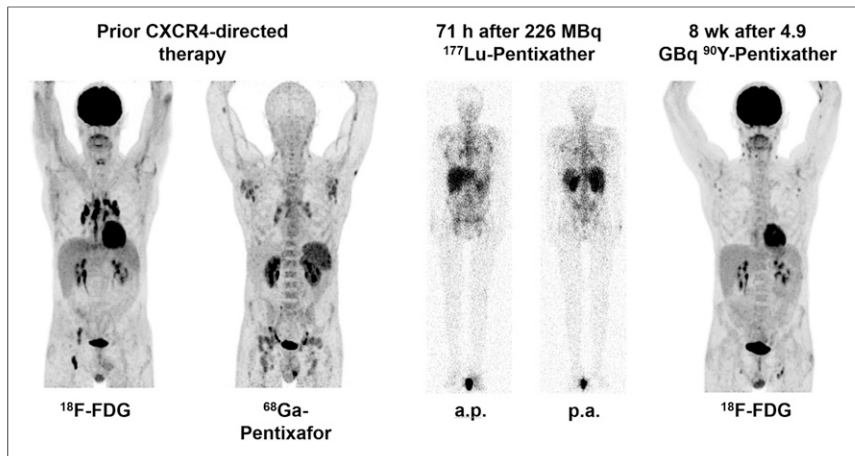 Prior CXCR4-directed
therapy
71 h after 226 MBq
¹⁷⁷Lu-Pentixather
8 wk after 4.9
GBq ⁹⁰Y-Pentixather
¹⁸F-FDG
⁶⁸Ga-
Pentixafor
a.p.
p.a.
¹⁸F-FDG